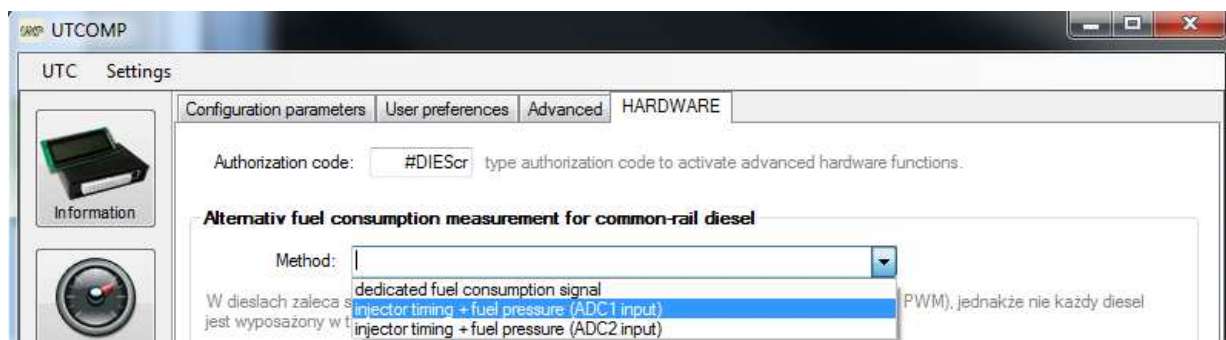 UTCOMP
UTC Settings
Configuration parameters User preferences Advanced HARDWARE
Authorization code: #DIEScr type authorization code to activate advanced hardware functions.
Information
Alternativ fuel consumption measurement for common-rail diesel
Method:
dedicated fuel consumption signal
W dieslach zaleca s PWM), jednakże nie każdy diesel
injector timing + fuel pressure (ADC1 input)
jest wyposażony w t
injector timing + fuel pressure (ADC2 input)